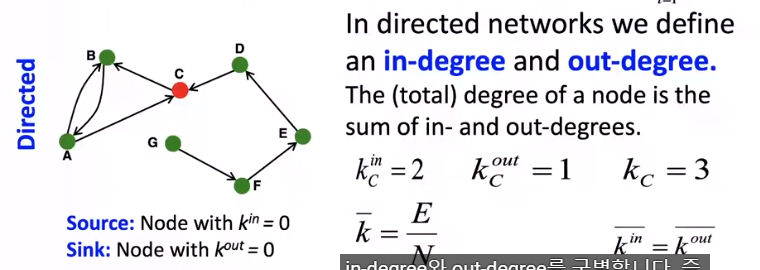 Directed
B
D
C
A
G
E
F
Source: Node with kⁱⁿ = 0
Sink: Node with kᵒᵘᵗ = 0
In directed networks we define
an in-degree and out-degree.
The (total) degree of a node is the
sum of in- and out-degrees.
k_C^{in} = 2 k_C^{out} = 1 k_C = 3
\overline{k} = \frac{E}{N} \overline{k^{in}} = \overline{k^{out}}
in-degree와 out-degree를 구별합니다. 즉